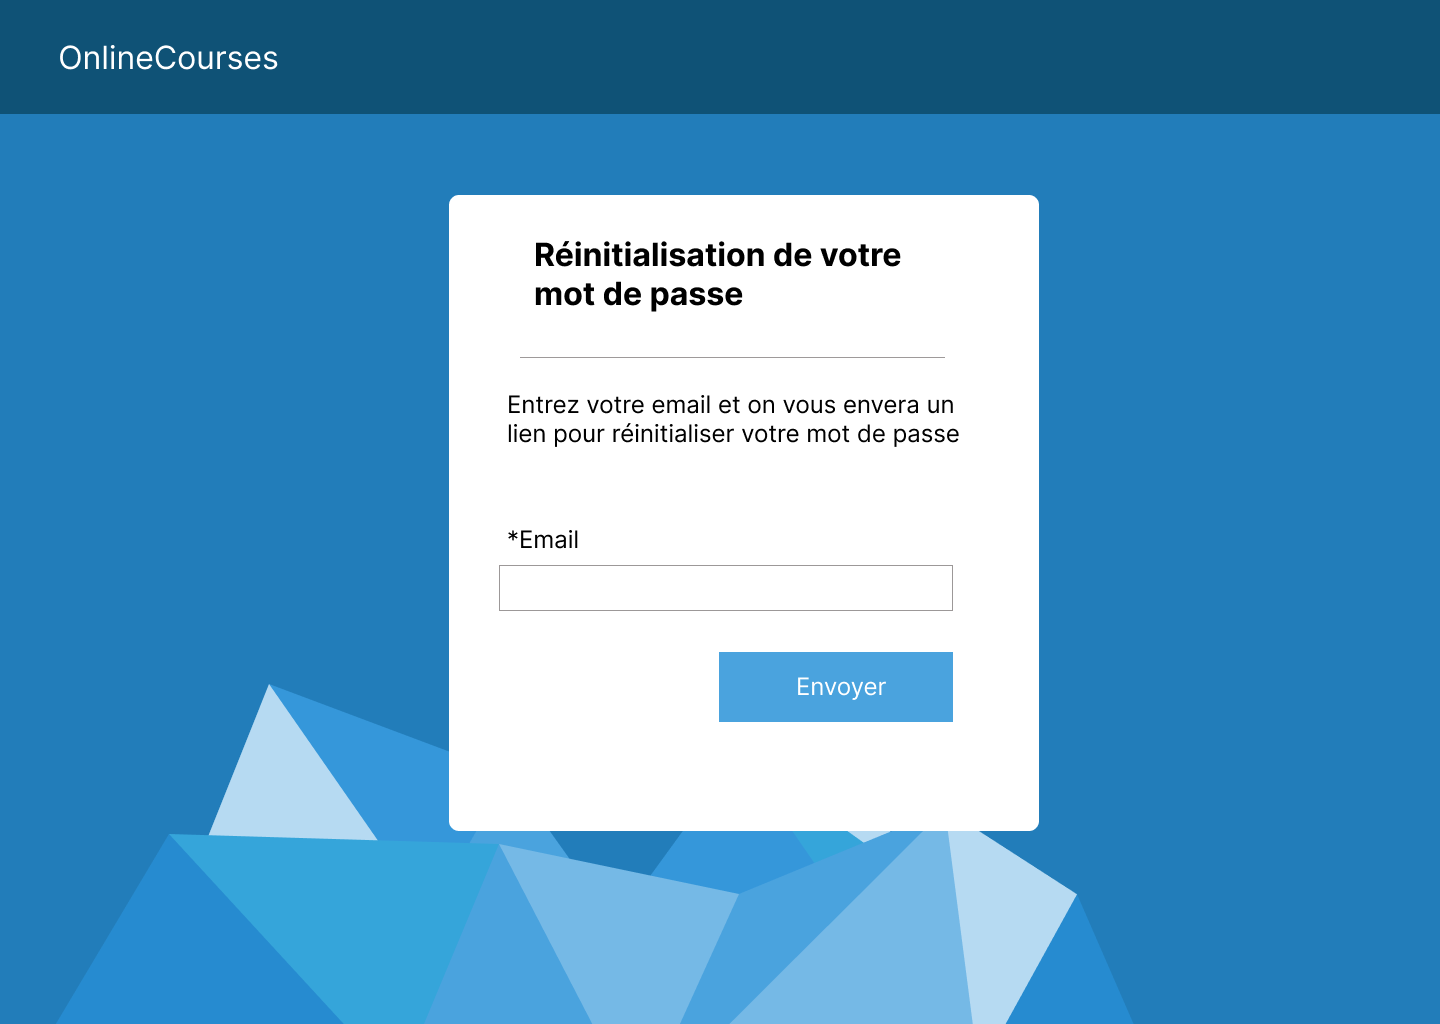 OnlineCourses
Réinitialisation de votre
mot de passe
Entrez votre email et on vous envera un
lien pour réinitialiser votre mot de passe
*Email
Envoyer